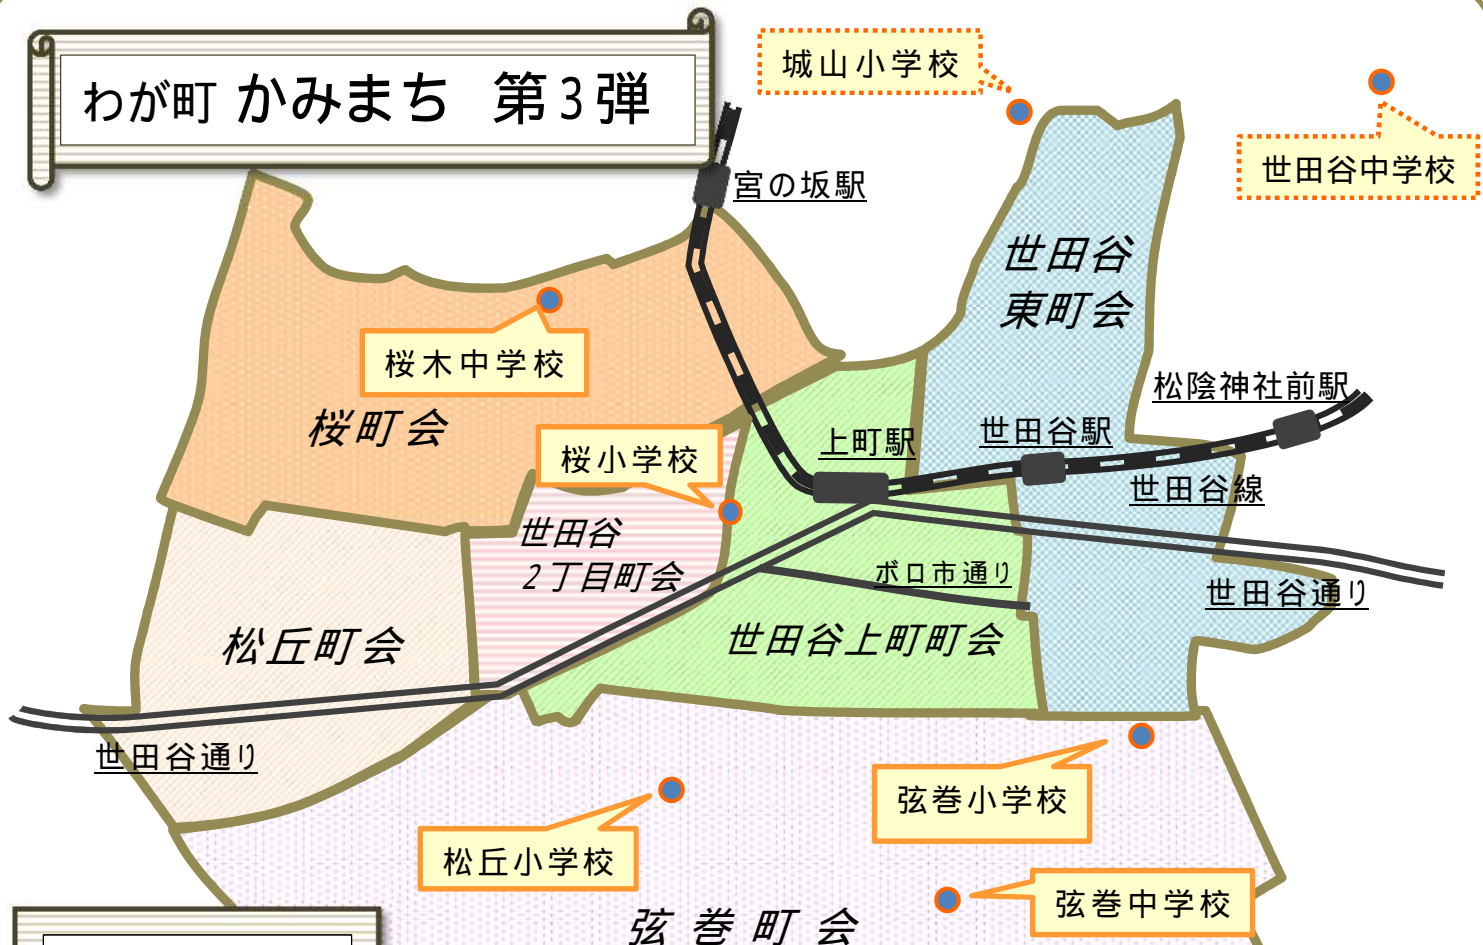 わが町 かみまち 第3弾
城山小学校
世田谷中学校
宮の坂駅
世田谷
東町会
桜木中学校
松陰神社前駅
桜町会
上町駅
世田谷駅
桜小学校
世田谷線
世田谷
2丁目町会
ボロ市通り
世田谷通り
松丘町会
世田谷上町町会
世田谷通り
弦巻小学校
松丘小学校
弦巻中学校
弦巻町会